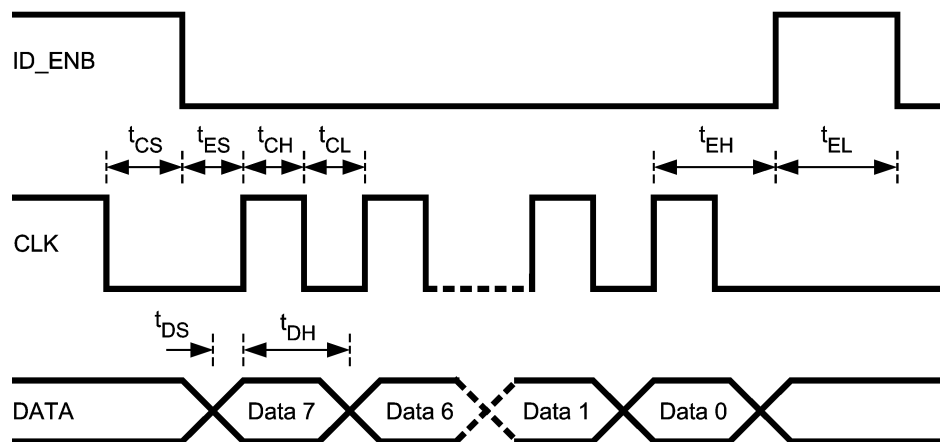 ID_ENB
tCS tES tCH tCL tEH tEL
CLK
tDS tDH
DATA Data 7 Data 6 Data 1 Data 0